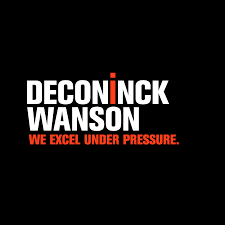 DECONiNCK
WANSON
WE EXCEL UNDER PRESSURE.